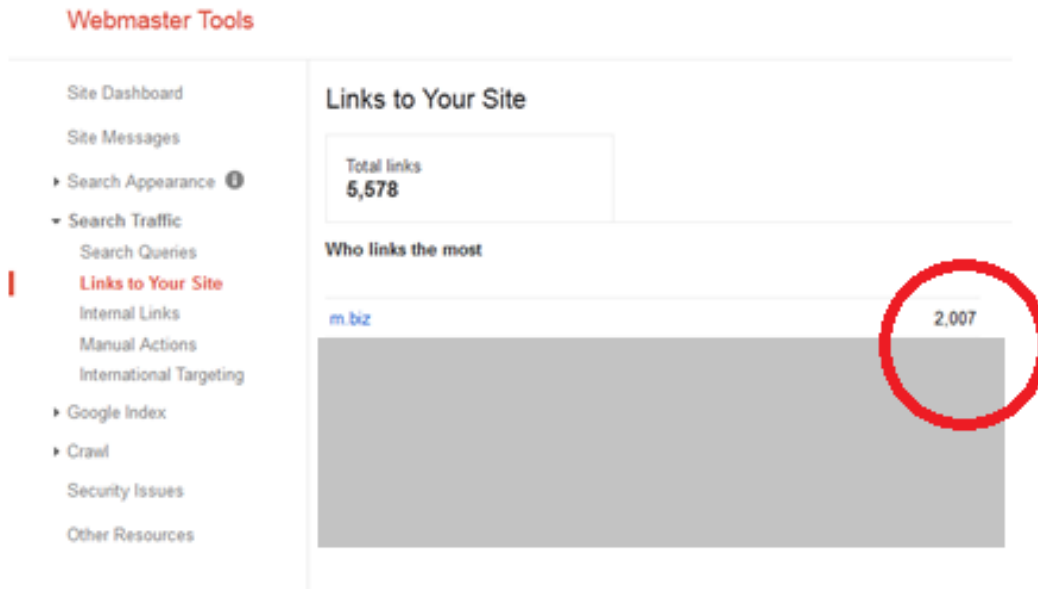 Webmaster Tools
Site Dashboard
Site Messages
Search Appearance
Search Traffic
Search Queries
Links to Your Site
Internal Links
Manual Actions
International Targeting
Google Index
Crawl
Security Issues
Other Resources
Links to Your Site
Total links
5,578
Who links the most
m.biz 2,007